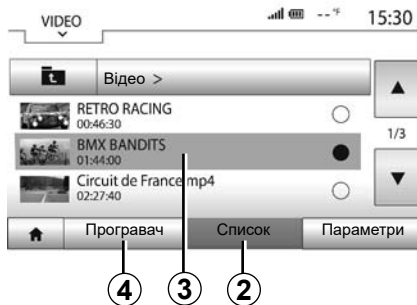 VIDEO
--°F 15:30
Відео >
RETRO RACING
00:46:30
BMX BANDITS
01:44:00
1/3
Circuit de France mp4
02:27:40
Програвач Список Параметри
4 3 2